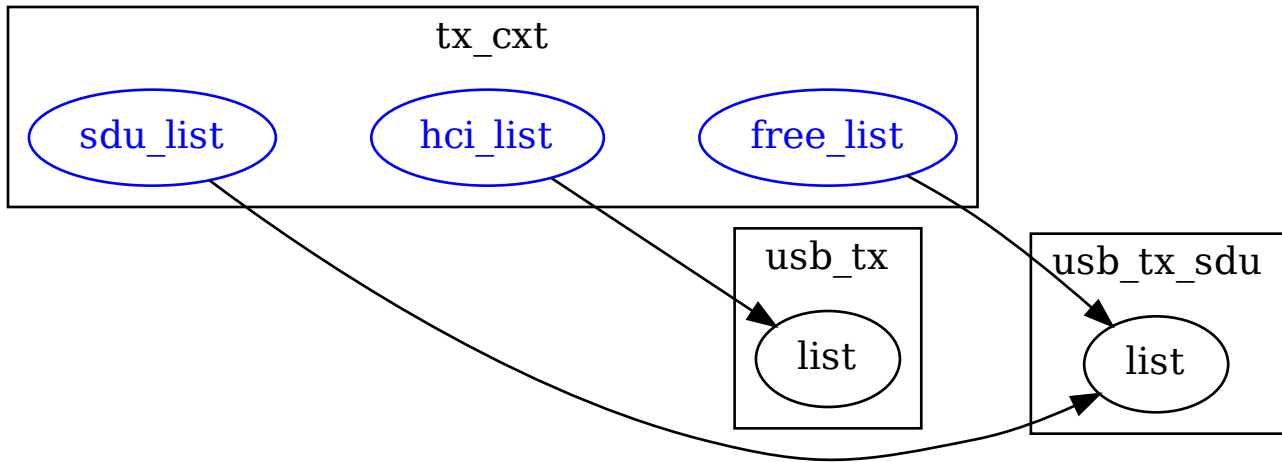 tx_cxt
sdu_list
hci_list
free_list
usb_tx
list
usb_tx_sdu
list